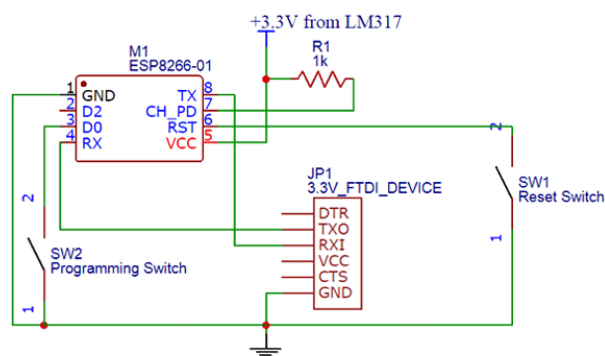 +3.3V from LM317
R1
1k
M1
ESP8266-01
1 GND
2 D2
3 D0
4 RX
TX 8
CH_PD 7
RST 6
VCC 5
JP1
3.3V_FTDI_DEVICE
DTR
TXO
RXI
VCC
CTS
GND
2
SW1
Reset Switch
1
2
SW2
Programming Switch
1